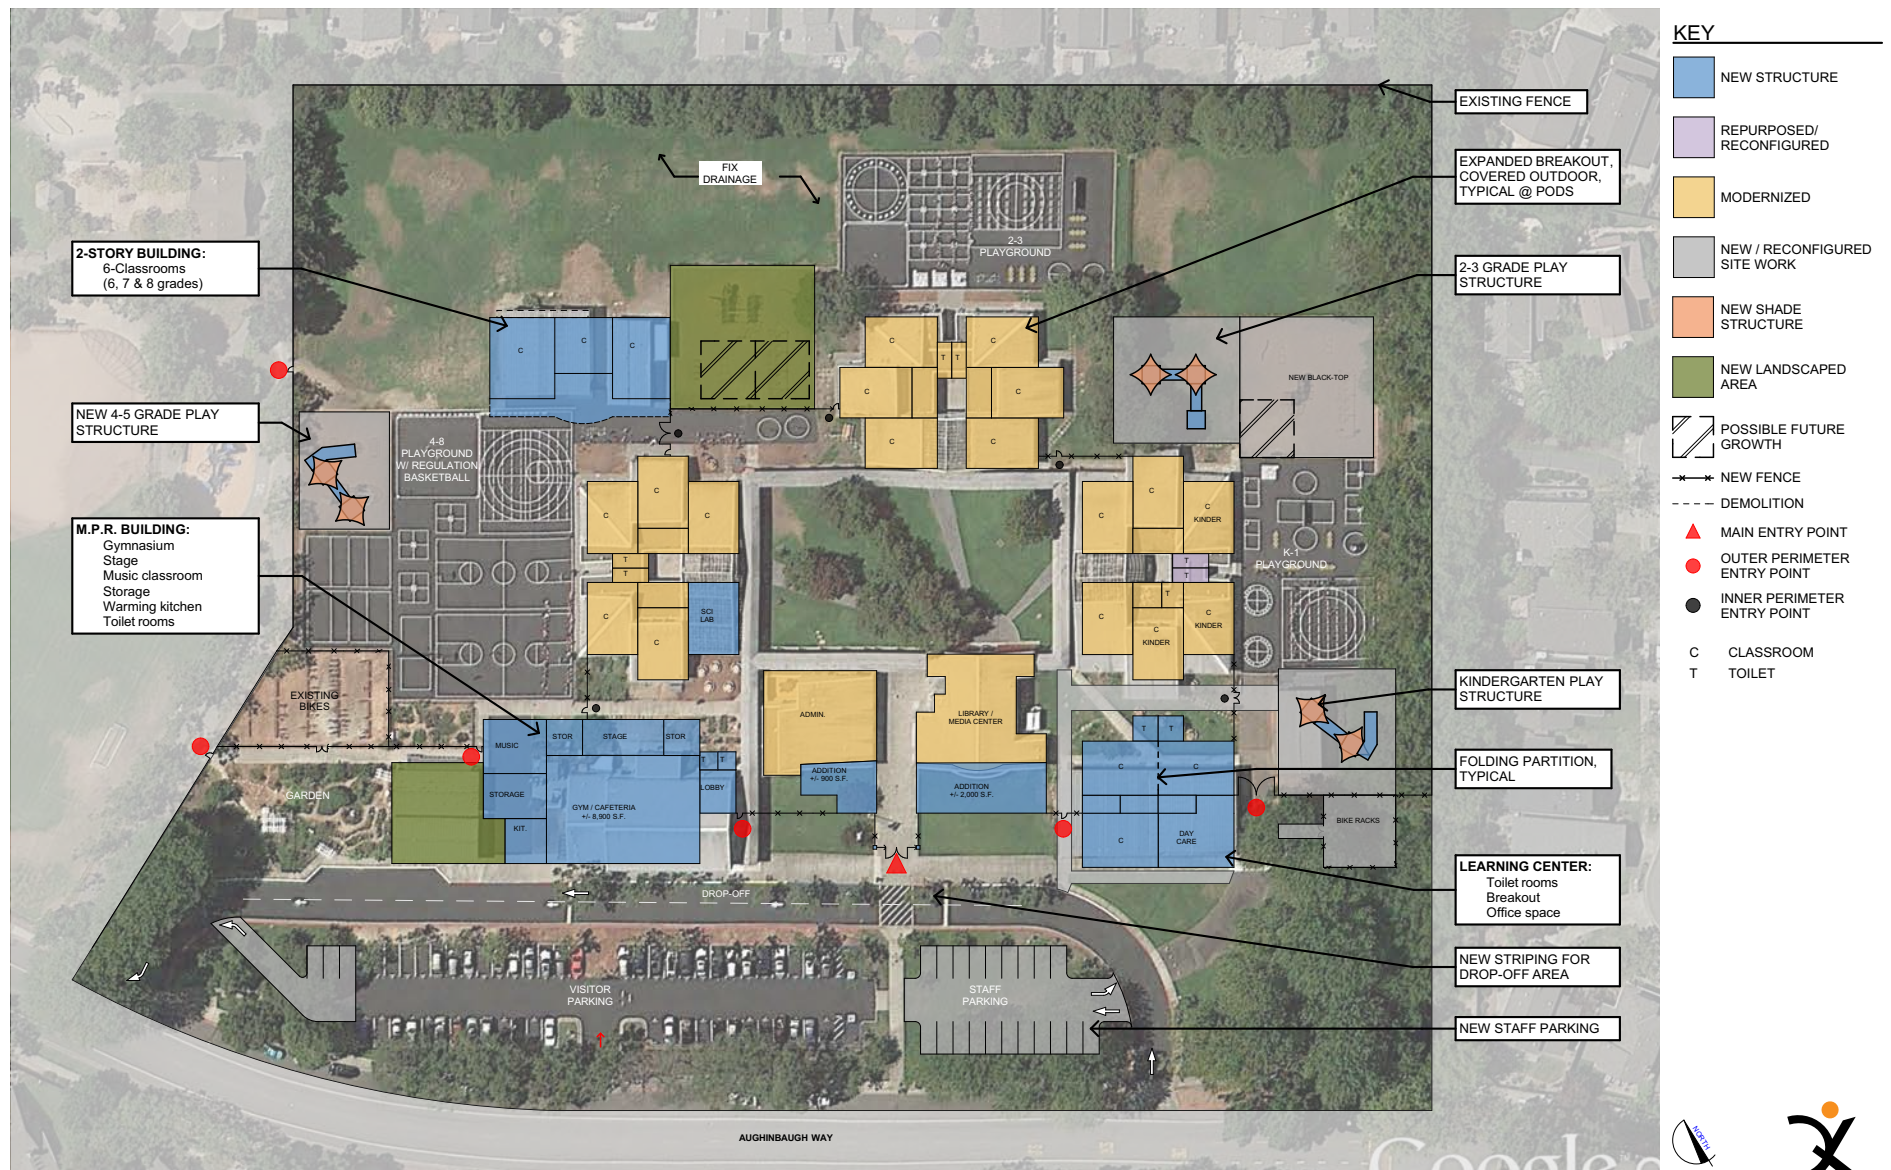 KEY
NEW STRUCTURE
REPURPOSED/
RECONFIGURED
MODERNIZED
NEW / RECONFIGURED
SITE WORK
NEW SHADE
STRUCTURE
NEW LANDSCAPED
AREA
POSSIBLE FUTURE
GROWTH
NEW FENCE
DEMOLITION
MAIN ENTRY POINT
OUTER PERIMETER
ENTRY POINT
INNER PERIMETER
ENTRY POINT
C CLASSROOM
T TOILET
NORTH
EXISTING FENCE
EXPANDED BREAKOUT,
COVERED OUTDOOR,
TYPICAL @ PODS
2-3 GRADE PLAY
STRUCTURE
KINDERGARTEN PLAY
STRUCTURE
FOLDING PARTITION,
TYPICAL
LEARNING CENTER:
Toilet rooms
Breakout
Office space
NEW STRIPING FOR
DROP-OFF AREA
NEW STAFF PARKING
2-STORY BUILDING:
6-Classrooms
(6, 7 & 8 grades)
NEW 4-5 GRADE PLAY
STRUCTURE
M.P.R. BUILDING:
Gymnasium
Stage
Music classroom
Storage
Warming kitchen
Toilet rooms
FIX
DRAINAGE
2-3
PLAYGROUND
C
C
C
C
C
T T
C
C
C
C
NEW BLACK-TOP
4-8
PLAYGROUND
W/ REGULATION
BASKETBALL
C
C
C
T
T
C
C
SCI
LAB
C
C
C
KINDER
T
T
T
C
C
KINDER
C
KINDER
K-1
PLAYGROUND
EXISTING
BIKES
GARDEN
MUSIC
STOR
STAGE
STOR
STORAGE
KIT.
GYM / CAFETERIA
+/- 8,900 S.F.
T T
LOBBY
ADMIN.
ADDITION
+/- 900 S.F.
LIBRARY /
MEDIA CENTER
ADDITION
+/- 2,000 S.F.
T T
C
C
C
DAY
CARE
BIKE RACKS
DROP-OFF
VISITOR
PARKING
STAFF
PARKING
AUGHINBAUGH WAY
Google